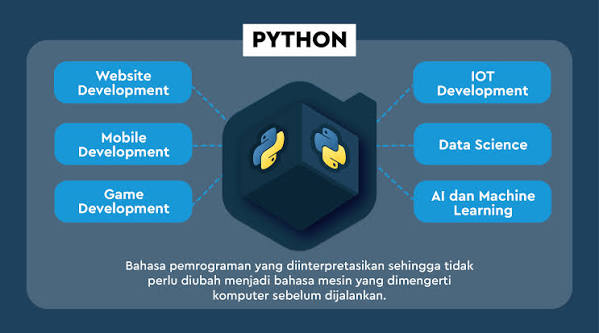 PYTHON
Website
Development
Mobile
Development
Game
Development
IOT
Development
Data Science
AI dan Machine
Learning
Bahasa pemrograman yang diinterpretasikan sehingga tidak
perlu diubah menjadi bahasa mesin yang dimengerti
komputer sebelum dijalankan.